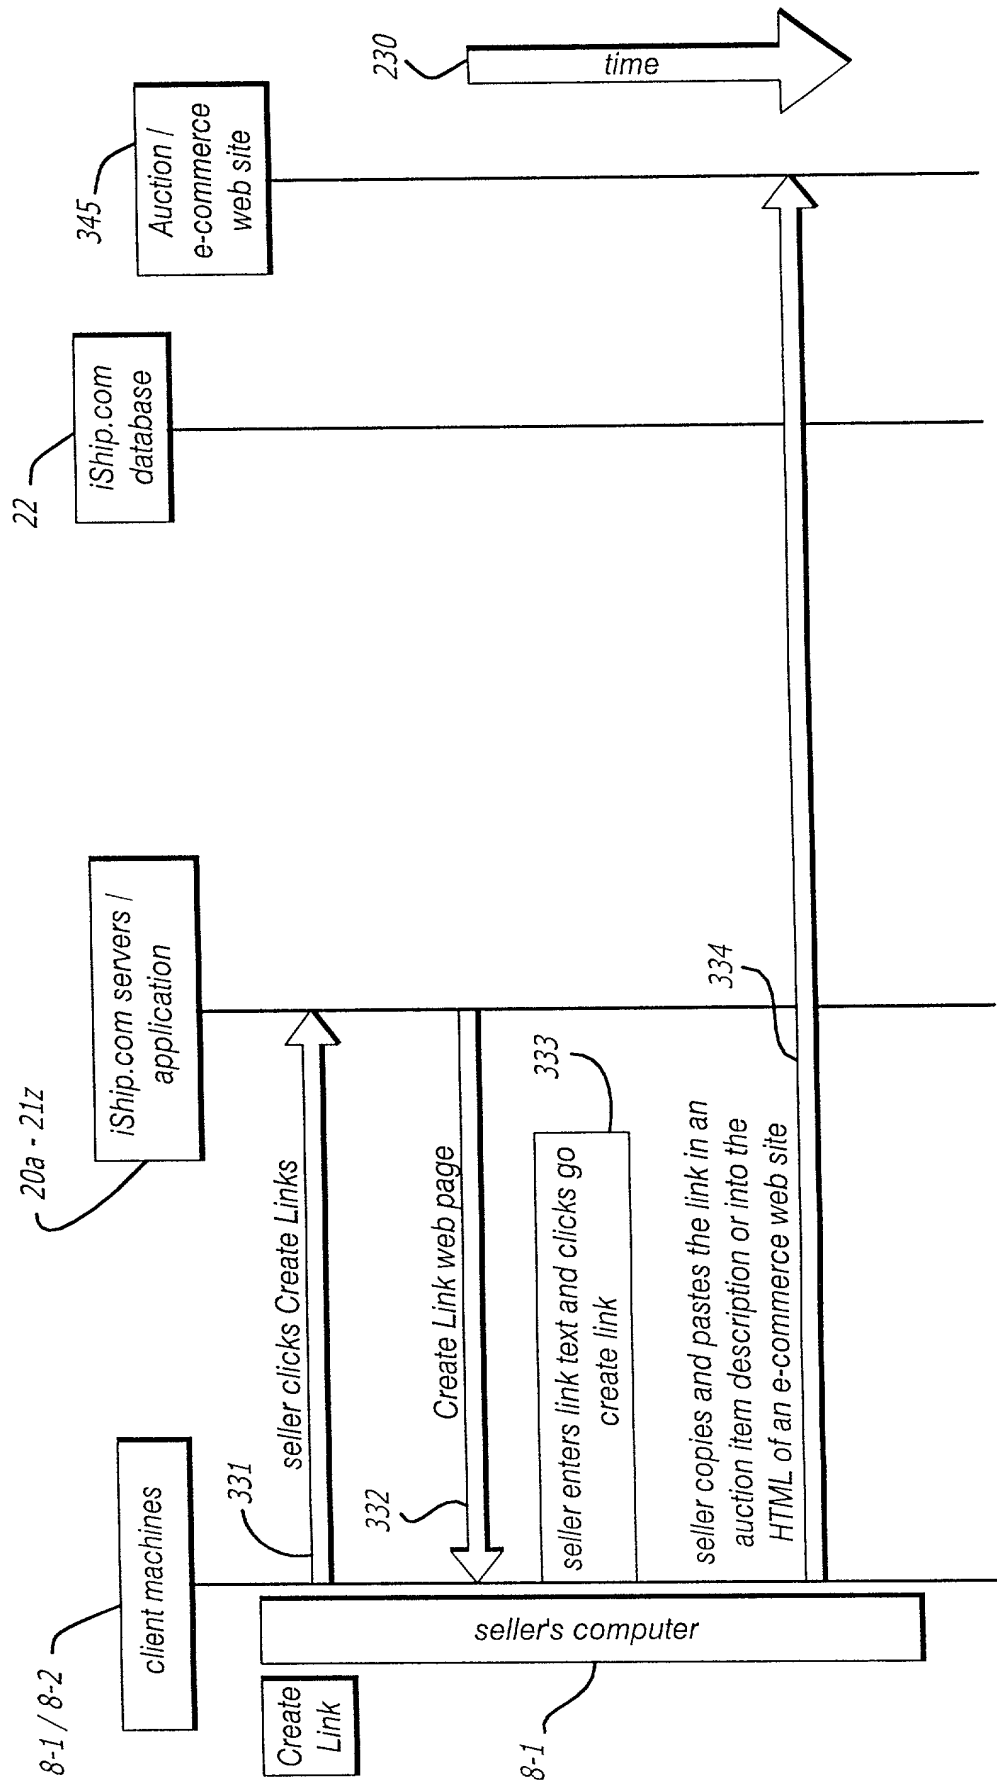 8-1 / 8-2
client machines
20a - 21z
iShip.com servers /
application
22
iShip.com
database
345
Auction /
e-commerce
web site
230
time
Create
Link
8-1
seller's computer
331
seller clicks Create Links
332
Create Link web page
333
seller enters link text and clicks go
create link
334
seller copies and pastes the link in an
auction item description or into the
HTML of an e-commerce web site